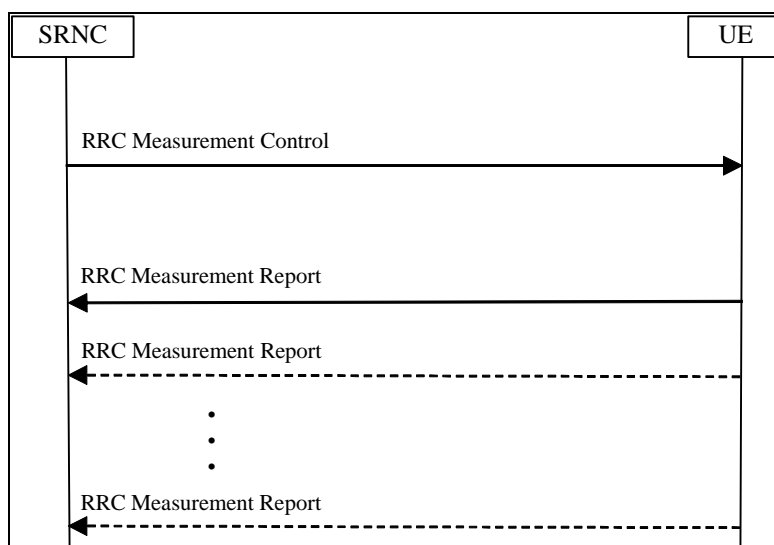 SRNC
UE
RRC Measurement Control
RRC Measurement Report
RRC Measurement Report
RRC Measurement Report